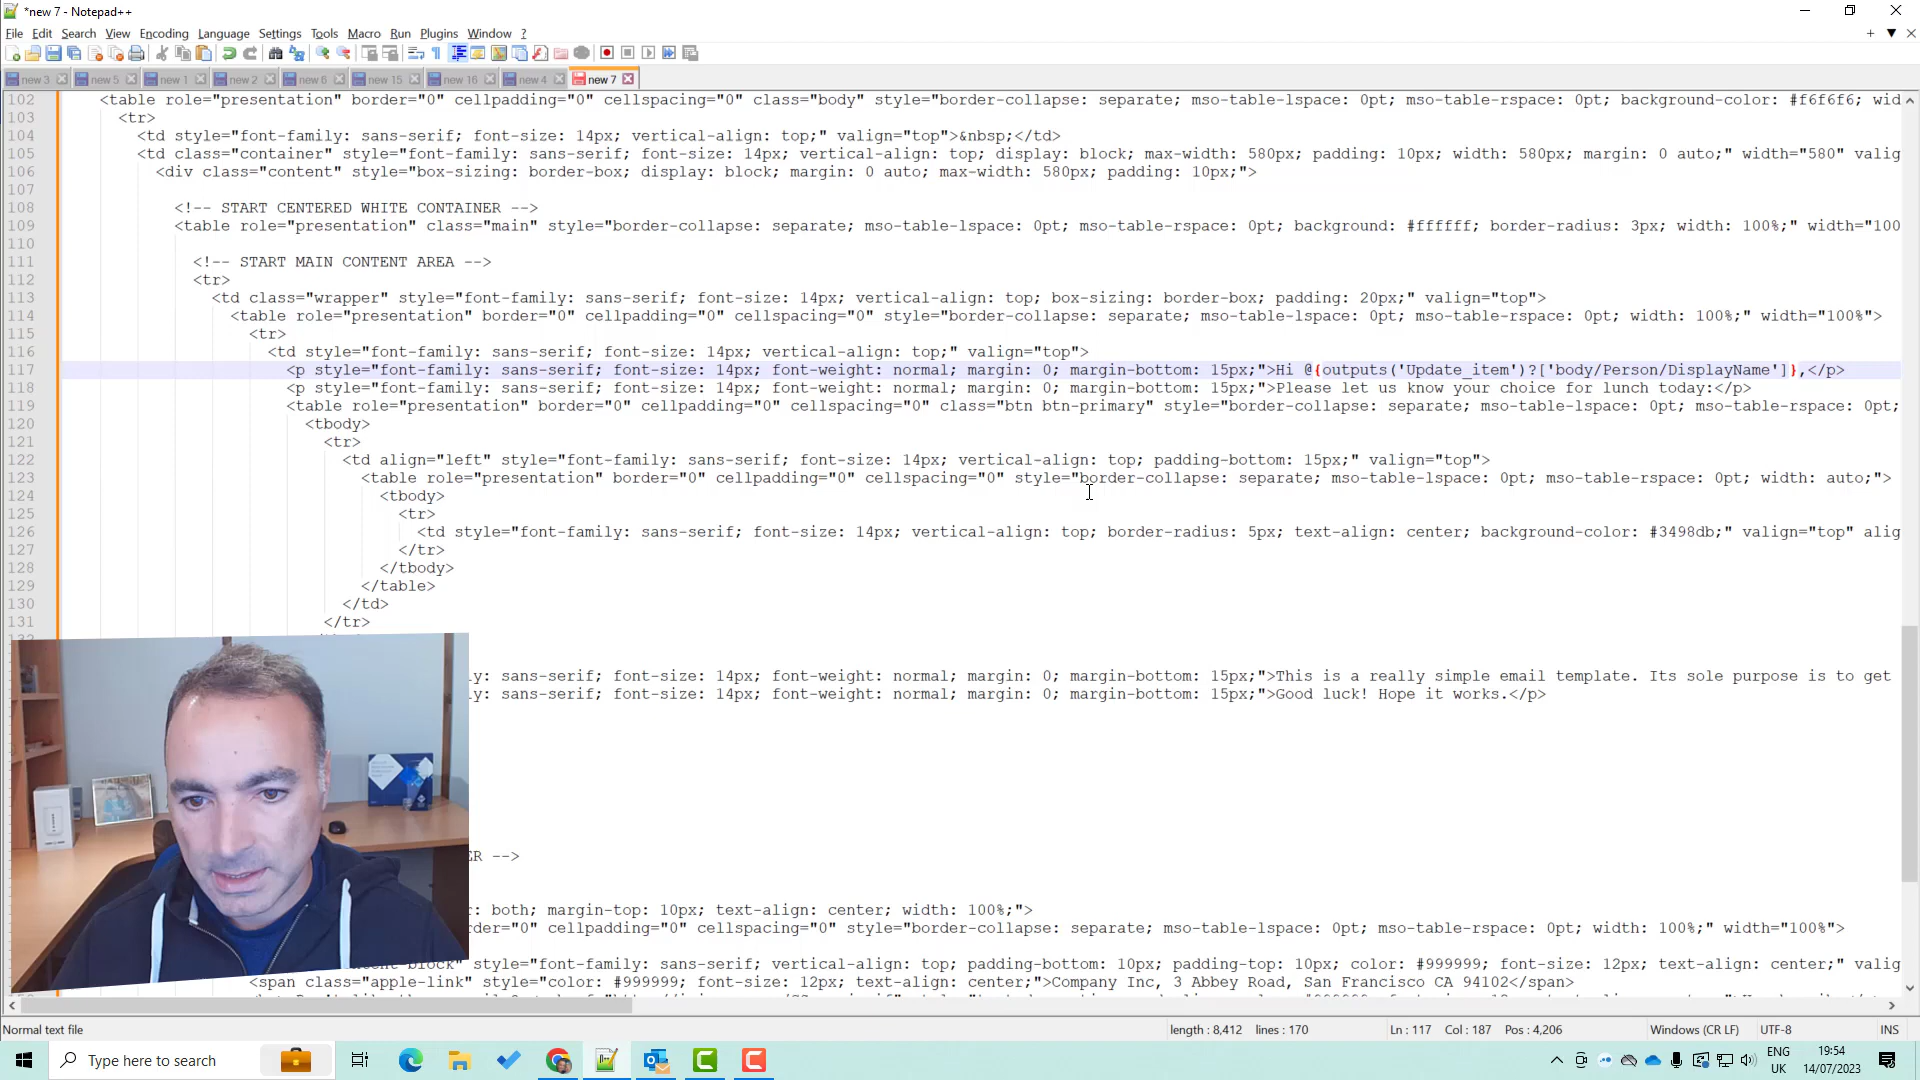 *new 7 - Notepad++
File Edit Search View Encoding Language Settings Tools Macro Run Plugins Window ?
new 3 new 5 new 1 new 2 new 6 new 15 new 16 new 4 new 7
102 <table role="presentation" border="0" cellpadding="0" cellspacing="0" class="body" style="border-collapse: separate; mso-table-lspace: 0pt; mso-table-rspace: 0pt; background-color: #f6f6f6; wid
103 <tr>
104 <td style="font-family: sans-serif; font-size: 14px; vertical-align: top;" valign="top">&nbsp;</td>
105 <td class="container" style="font-family: sans-serif; font-size: 14px; vertical-align: top; display: block; max-width: 580px; padding: 10px; width: 580px; margin: 0 auto;" width="580" valig
106 <div class="content" style="box-sizing: border-box; display: block; margin: 0 auto; max-width: 580px; padding: 10px;">
107
108 <!-- START CENTERED WHITE CONTAINER -->
109 <table role="presentation" class="main" style="border-collapse: separate; mso-table-lspace: 0pt; mso-table-rspace: 0pt; background: #ffffff; border-radius: 3px; width: 100%;" width="100
110
111 <!-- START MAIN CONTENT AREA -->
112 <tr>
113 <td class="wrapper" style="font-family: sans-serif; font-size: 14px; vertical-align: top; box-sizing: border-box; padding: 20px;" valign="top">
114 <table role="presentation" border="0" cellpadding="0" cellspacing="0" style="border-collapse: separate; mso-table-lspace: 0pt; mso-table-rspace: 0pt; width: 100%;" width="100%">
115 <tr>
116 <td style="font-family: sans-serif; font-size: 14px; vertical-align: top;" valign="top">
117 <p style="font-family: sans-serif; font-size: 14px; font-weight: normal; margin: 0; margin-bottom: 15px;">Hi @{outputs('Update_item')?['body/Person/DisplayName']},</p>
118 <p style="font-family: sans-serif; font-size: 14px; font-weight: normal; margin: 0; margin-bottom: 15px;">Please let us know your choice for lunch today:</p>
119 <table role="presentation" border="0" cellpadding="0" cellspacing="0" class="btn btn-primary" style="border-collapse: separate; mso-table-lspace: 0pt; mso-table-rspace: 0pt;
120 <tbody>
121 <tr>
122 <td align="left" style="font-family: sans-serif; font-size: 14px; vertical-align: top; padding-bottom: 15px;" valign="top">
123 <table role="presentation" border="0" cellpadding="0" cellspacing="0" style="border-collapse: separate; mso-table-lspace: 0pt; mso-table-rspace: 0pt; width: auto;">
124 <tbody>
125 <tr>
126 <td style="font-family: sans-serif; font-size: 14px; vertical-align: top; border-radius: 5px; text-align: center; background-color: #3498db;" valign="top" alig
127 </tr>
128 </tbody>
129 </table>
130 </td>
131 </tr>
ly: sans-serif; font-size: 14px; font-weight: normal; margin: 0; margin-bottom: 15px;">This is a really simple email template. Its sole purpose is to get
ly: sans-serif; font-size: 14px; font-weight: normal; margin: 0; margin-bottom: 15px;">Good luck! Hope it works.</p>
ER -->
r: both; margin-top: 10px; text-align: center; width: 100%;">
rder="0" cellpadding="0" cellspacing="0" style="border-collapse: separate; mso-table-lspace: 0pt; mso-table-rspace: 0pt; width: 100%;" width="100%">
style="font-family: sans-serif; vertical-align: top; padding-bottom: 10px; padding-top: 10px; color: #999999; font-size: 12px; text-align: center;" valig
<span class="apple-link" style="color: #999999; font-size: 12px; text-align: center;">Company Inc, 3 Abbey Road, San Francisco CA 94102</span>
Normal text file length : 8,412 lines : 170 Ln : 117 Col : 187 Pos : 4,206 Windows (CR LF) UTF-8 INS
Type here to search
ENG
UK
19:54
14/07/2023